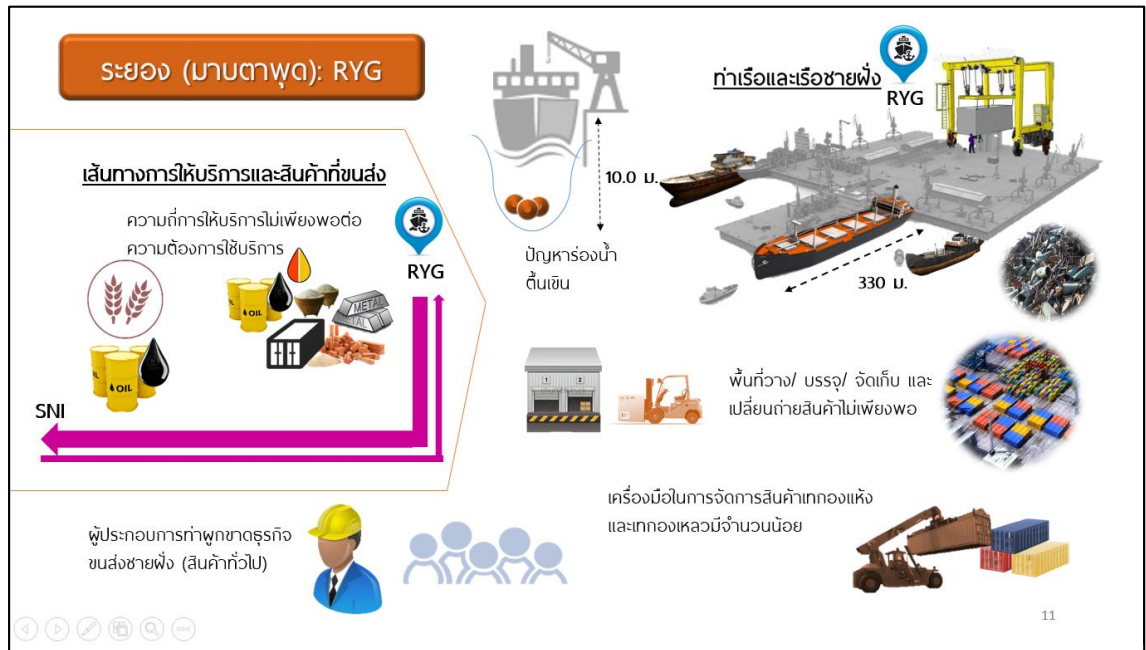 ระยอง (มาบตาพุด): RYG
เส้นทางการให้บริการและสินค้าที่ขนส่ง
ความถี่การให้บริการไม่เพียงพอต่อ
ความต้องการใช้บริการ
RYG
OIL
OIL
METAL
SNI
ผู้ประกอบการท่าผูกขาดธุรกิจ
ขนส่งชายฝั่ง (สินค้าทั่วไป)
10.0 ม.
ปัญหาร่องน้ำ
ตื้นเขิน
ท่าเรือและเรือชายฝั่ง
RYG
330 ม.
1 2
พื้นที่วาง/ บรรจุ/ จัดเก็บ และ
เปลี่ยนถ่ายสินค้าไม่เพียงพอ
เครื่องมือในการจัดการสินค้าเทกองแห้ง
และเทกองเหลวมีจำนวนน้อย
11